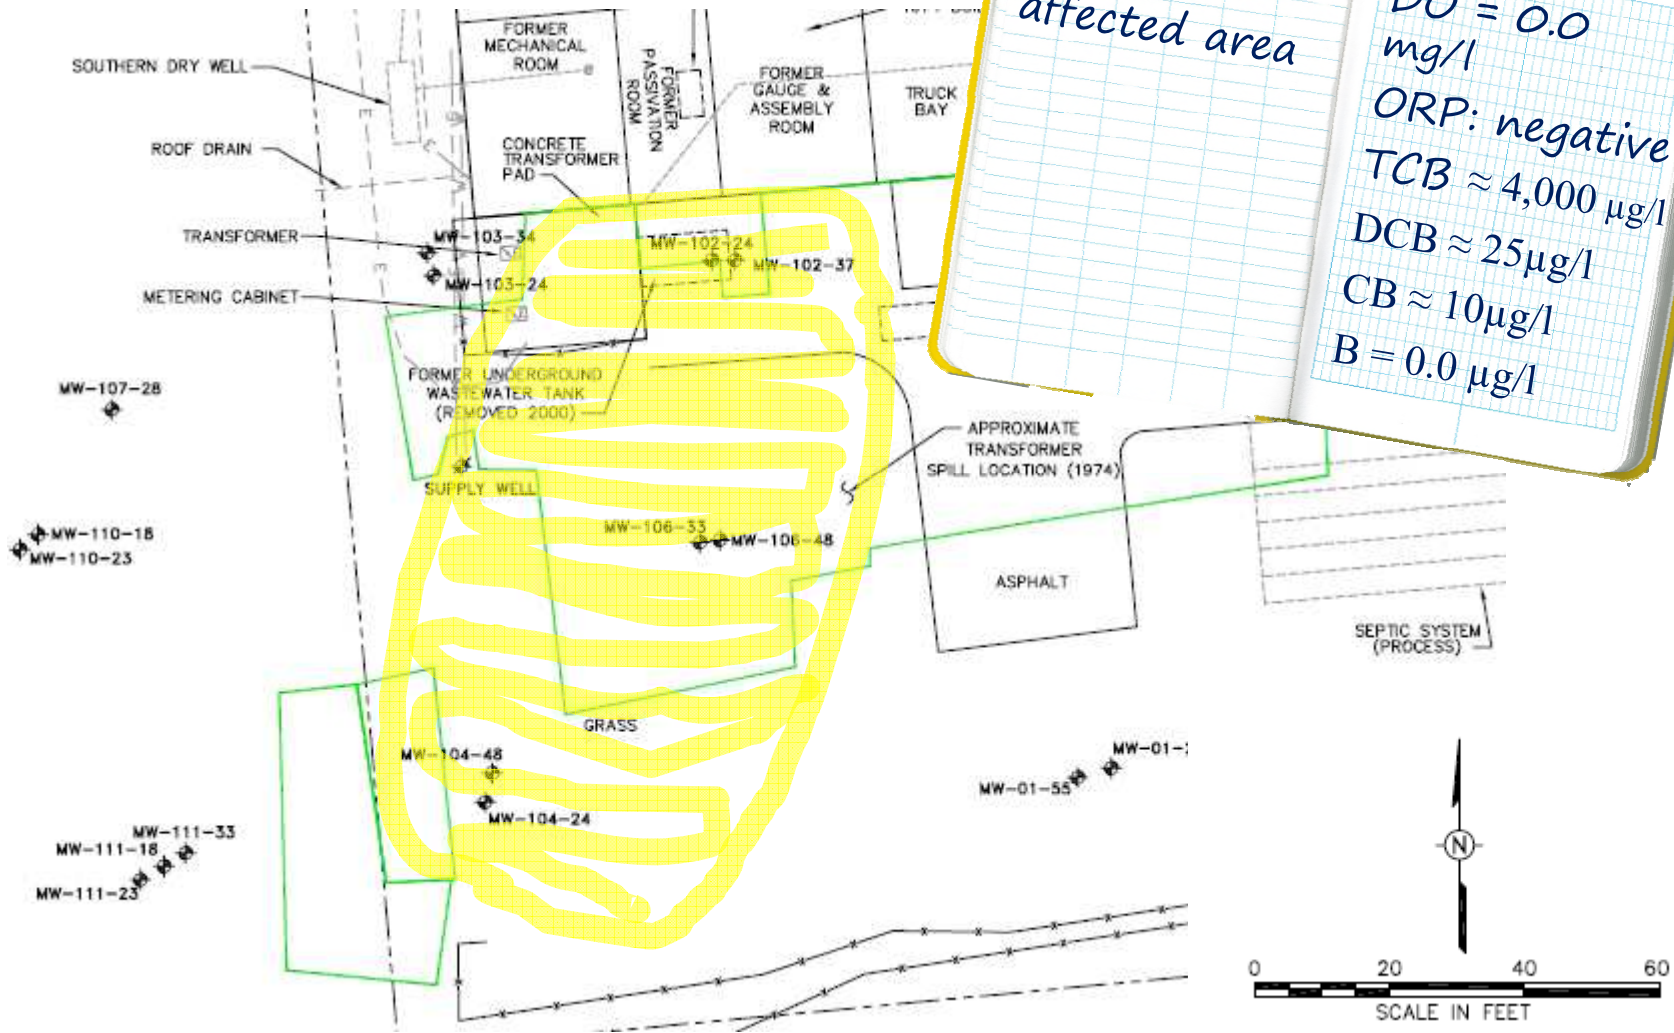 FORMER
MECHANICAL
ROOM
SOUTHERN DRY WELL
FORMER
PASSIVATION
ROOM
FORMER
GAUGE &
ASSEMBLY
ROOM
TRUCK
BAY
affected area
DO = 0.0
mg/l
ORP: negative
TCB ≈ 4,000 µg/l
DCB ≈ 25µg/l
CB ≈ 10µg/l
B = 0.0 µg/l
ROOF DRAIN
CONCRETE
TRANSFORMER
PAD
TRANSFORMER
MW-103-34
MW-102-24
MW-102-37
MW-103-24
METERING CABINET
MW-107-28
FORMER UNDERGROUND
WASTEWATER TANK
(REMOVED 2000)
APPROXIMATE
TRANSFORMER
SPILL LOCATION (1974)
SUPPLY WELL
MW-106-33
MW-106-48
MW-110-18
MW-110-23
ASPHALT
SEPTIC SYSTEM
(PROCESS)
GRASS
MW-104-48
MW-104-24
MW-01-55
MW-01-
MW-111-33
MW-111-18
MW-111-23
N
0 20 40 60
SCALE IN FEET